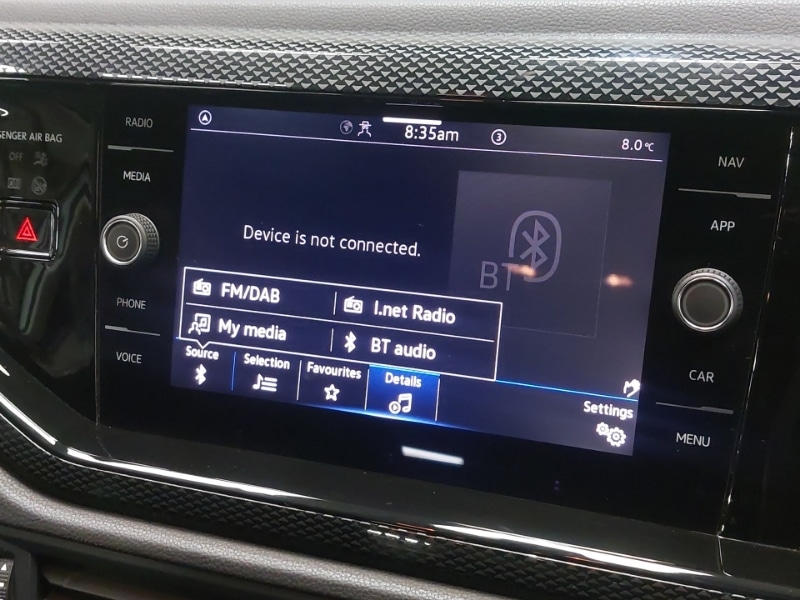 SENGER AIR BAG
OFF
RADIO
MEDIA
PHONE
VOICE
8:35am
3
8.0°C
Device is not connected.
BT
FM/DAB
I.net Radio
My media
BT audio
Source
Selection
Favourites
Details
Settings
NAV
APP
CAR
MENU